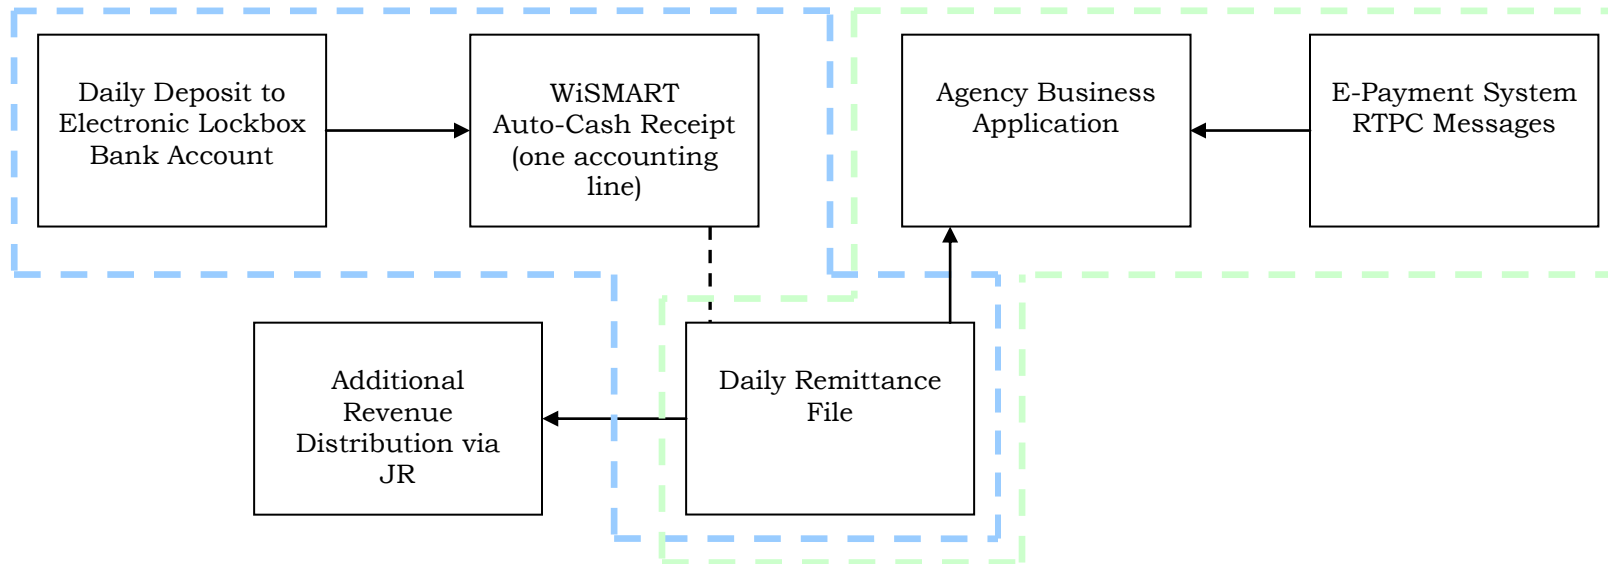 Daily Deposit to
Electronic Lockbox
Bank Account
WiSMART
Auto-Cash Receipt
(one accounting
line)
Agency Business
Application
E-Payment System
RTPC Messages
Additional
Revenue
Distribution via
JR
Daily Remittance
File